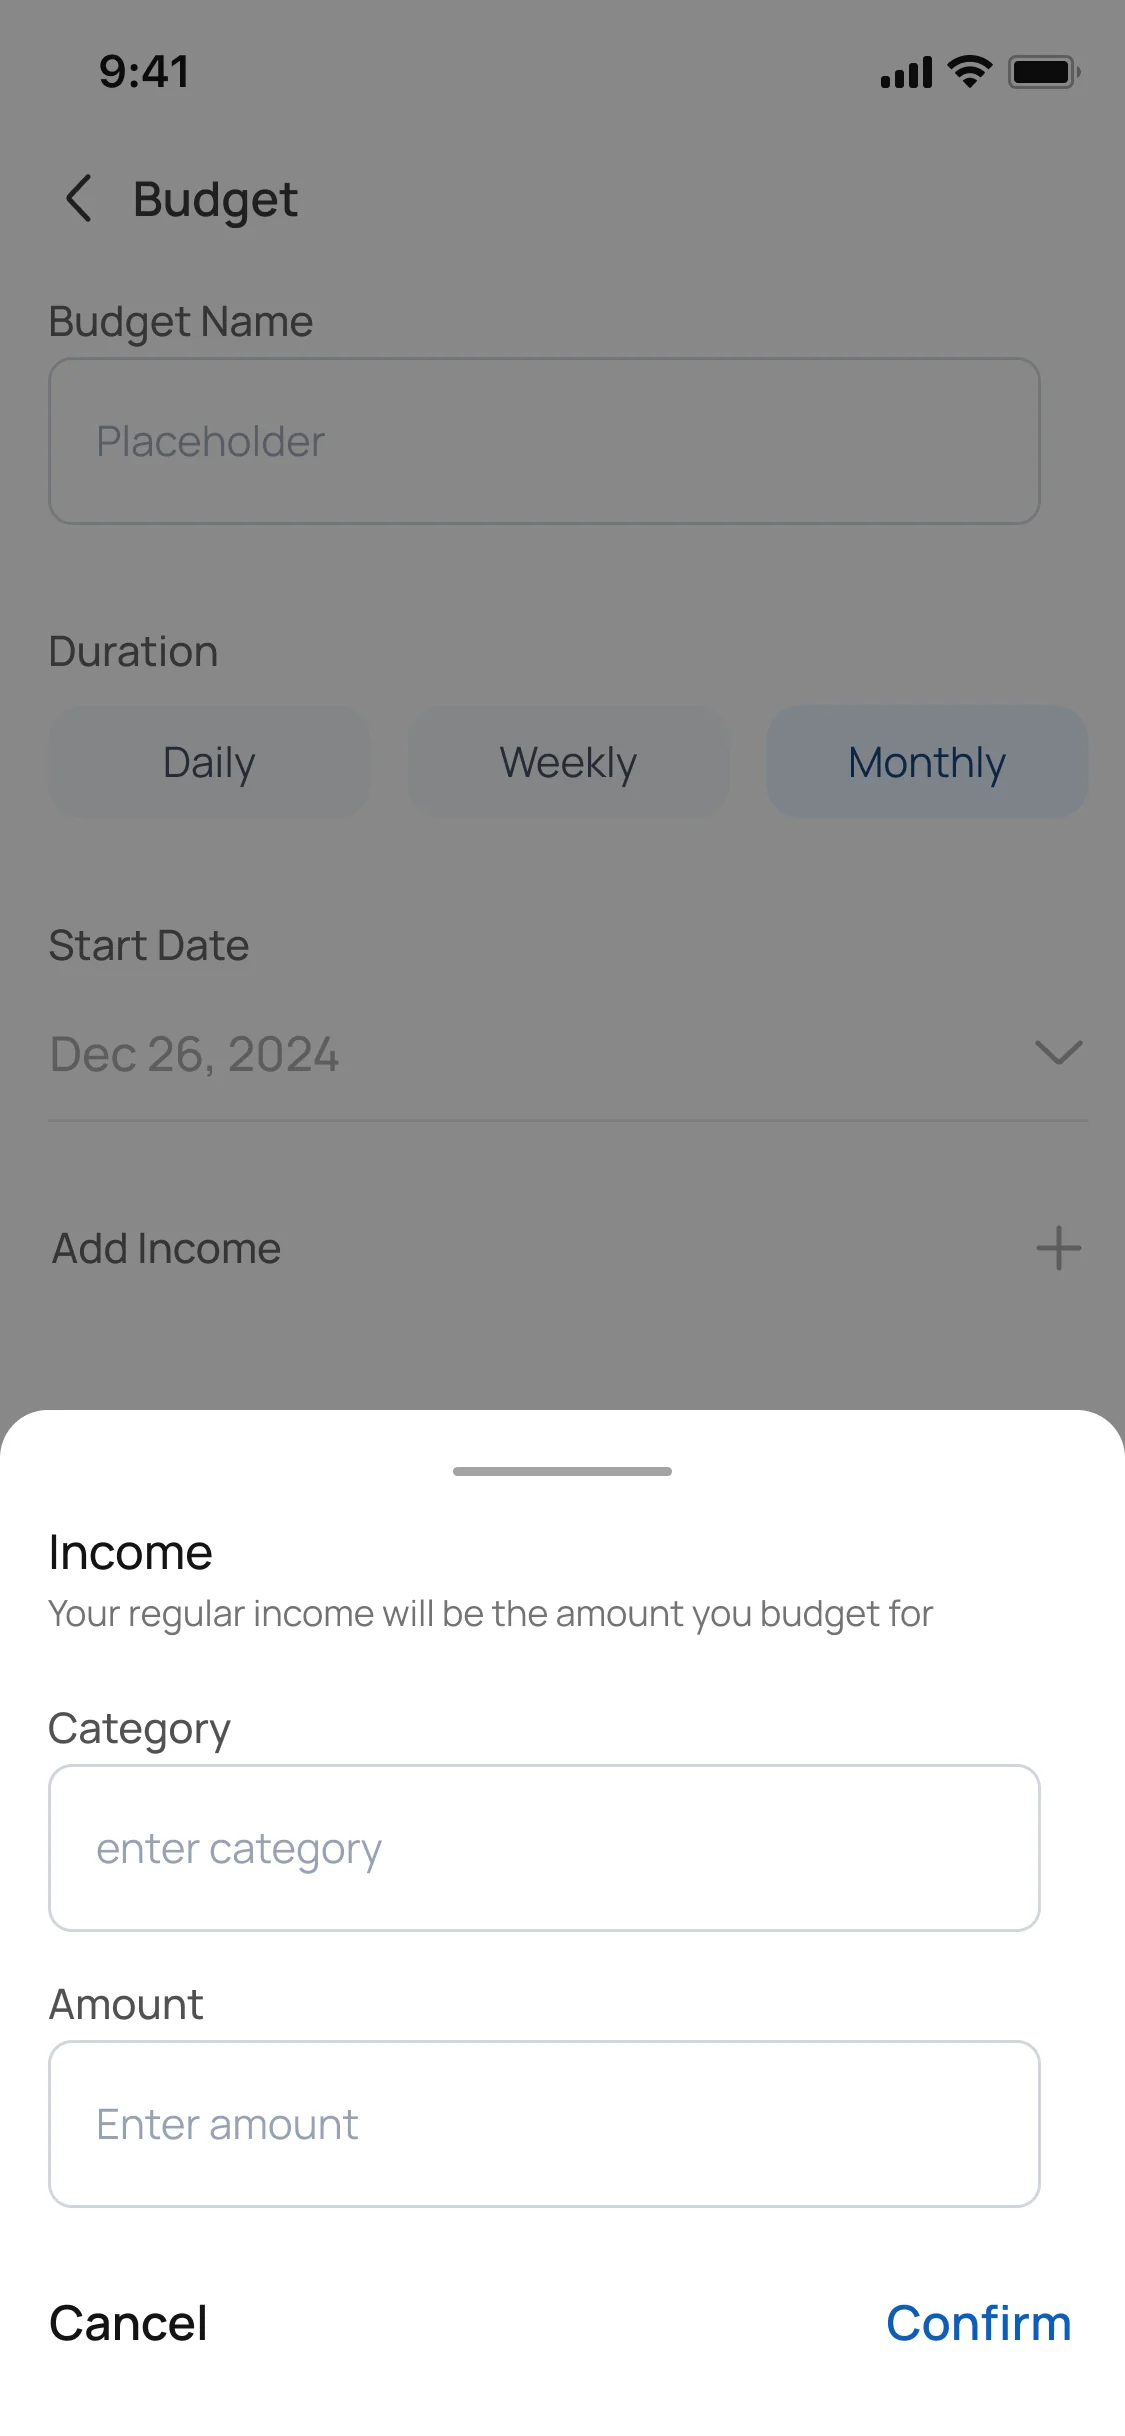 9:41
Budget
Budget Name
Placeholder
Duration
Daily Weekly Monthly
Start Date
Dec 26, 2024
Add Income
Income
Your regular income will be the amount you budget for
Category
enter category
Amount
Enter amount
Cancel Confirm